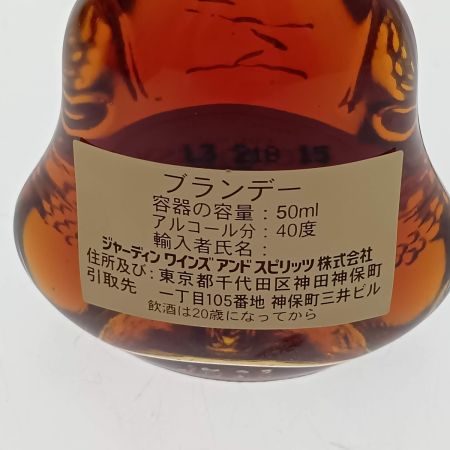 L3 218 15
ブランデー
容器の容量：50ml
アルコール分：40度
輸入者氏名：
ジャーディン ワインズ アンド スピリッツ 株式会社
住所及び：東京都千代田区神田神保町
引取先 一丁目105番地 神保町三井ビル
飲酒は20歳になってから